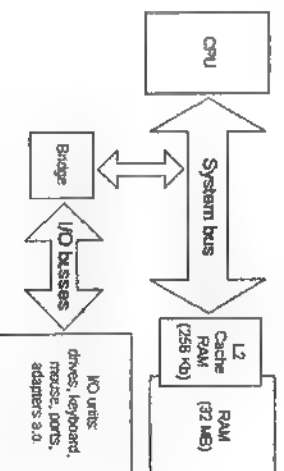 CPU
System bus
L2
Cache
RAM
(256 Kb)
RAM
(32 MB)
Bridge
I/O busses
I/O units:
drives, keyboard,
mouse, ports,
adapters a.o.